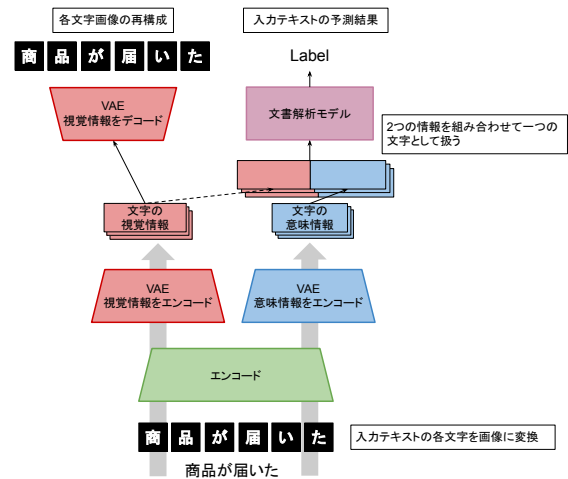 各文字画像の再構成
入力テキストの予測結果
商品が届いた
Label
VAE
視覚情報をデコード
文書解析モデル
2つの情報を組み合わせて一つの
文字として扱う
文字の
視覚情報
文字の
意味情報
VAE
視覚情報をエンコード
VAE
意味情報をエンコード
エンコード
商品が届いた
入力テキストの各文字を画像に変換
商品が届いた